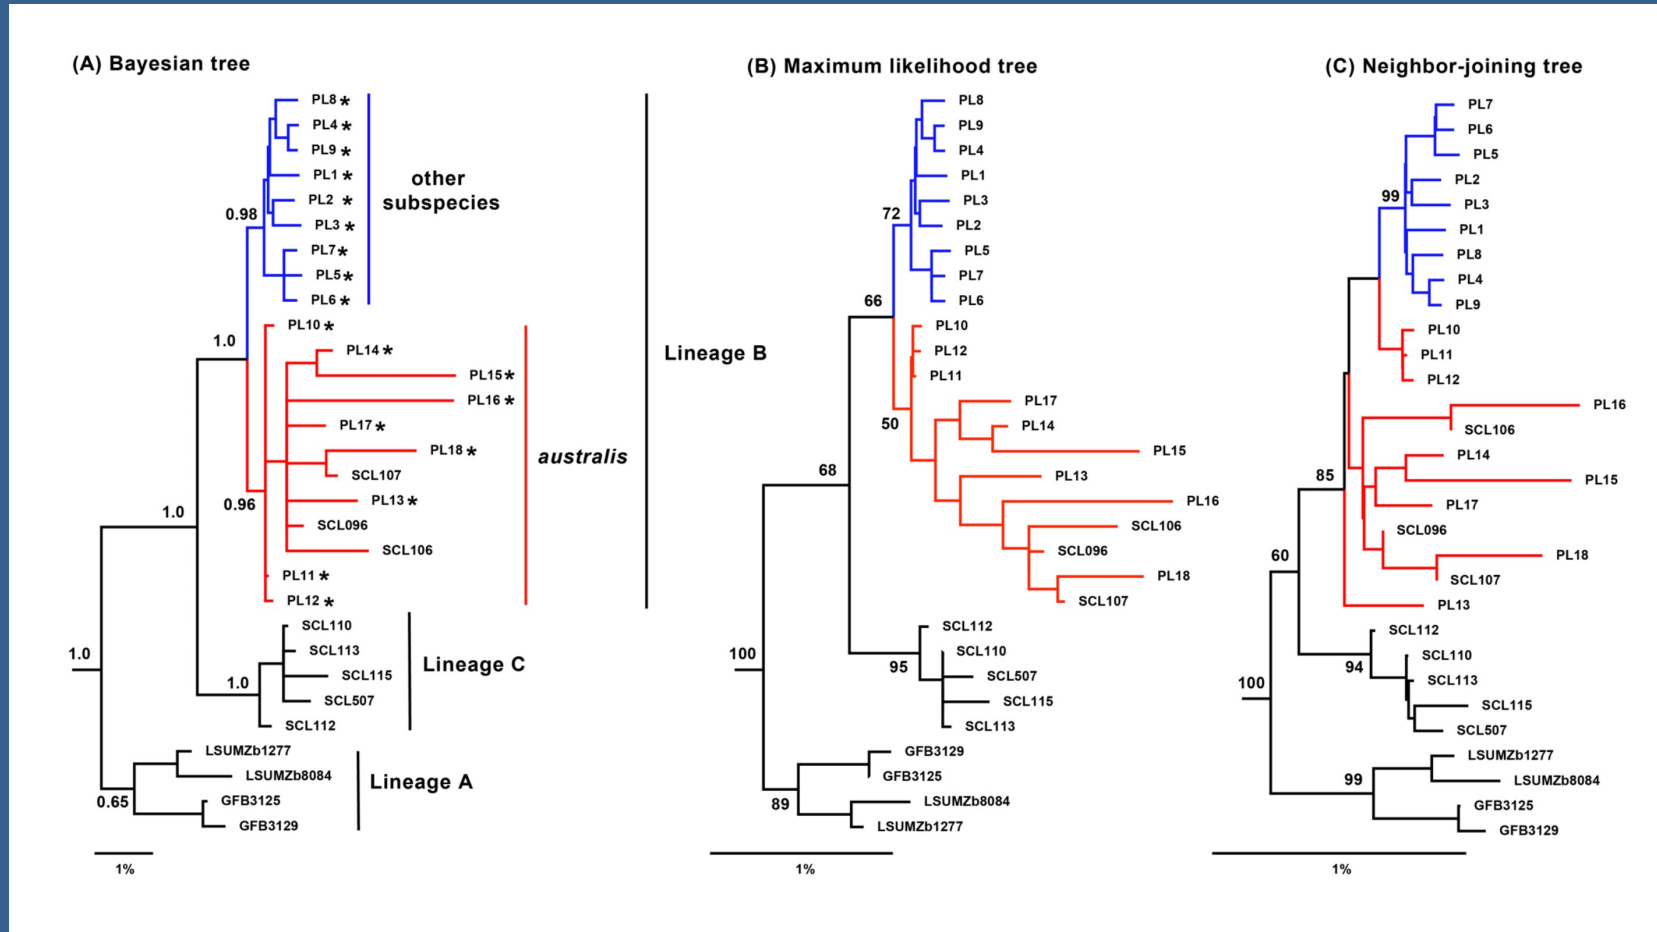 (A) Bayesian tree
PL8*
PL4*
PL9*
PL1*
PL2*
PL3*
PL7*
PL5*
PL6*
0.98
other
subspecies
PL10*
PL14*
PL15*
PL16*
PL17*
PL18*
SCL107
PL13*
SCL096
SCL106
PL11*
PL12*
1.0
0.96
australis
Lineage B
1.0
SCL110
SCL113
SCL115
SCL507
SCL112
1.0
Lineage C
1.0
LSUMZb1277
LSUMZb8084
GFB3125
GFB3129
0.65
Lineage A
1%
(B) Maximum likelihood tree
PL8
PL9
PL4
PL1
PL3
PL2
PL5
PL7
PL6
72
66
PL10
PL12
PL11
PL17
PL14
PL15
PL13
PL16
SCL106
SCL096
PL18
SCL107
50
68
SCL112
SCL110
SCL507
SCL115
SCL113
95
100
GFB3129
GFB3125
LSUMZb8084
LSUMZb1277
89
1%
(C) Neighbor-joining tree
PL7
PL6
PL5
PL2
PL3
PL1
PL8
PL4
PL9
99
PL10
PL11
PL12
PL16
SCL106
PL14
PL15
PL17
SCL096
PL18
SCL107
PL13
85
60
SCL112
SCL110
SCL113
SCL115
SCL507
94
100
LSUMZb1277
LSUMZb8084
GFB3125
GFB3129
99
1%